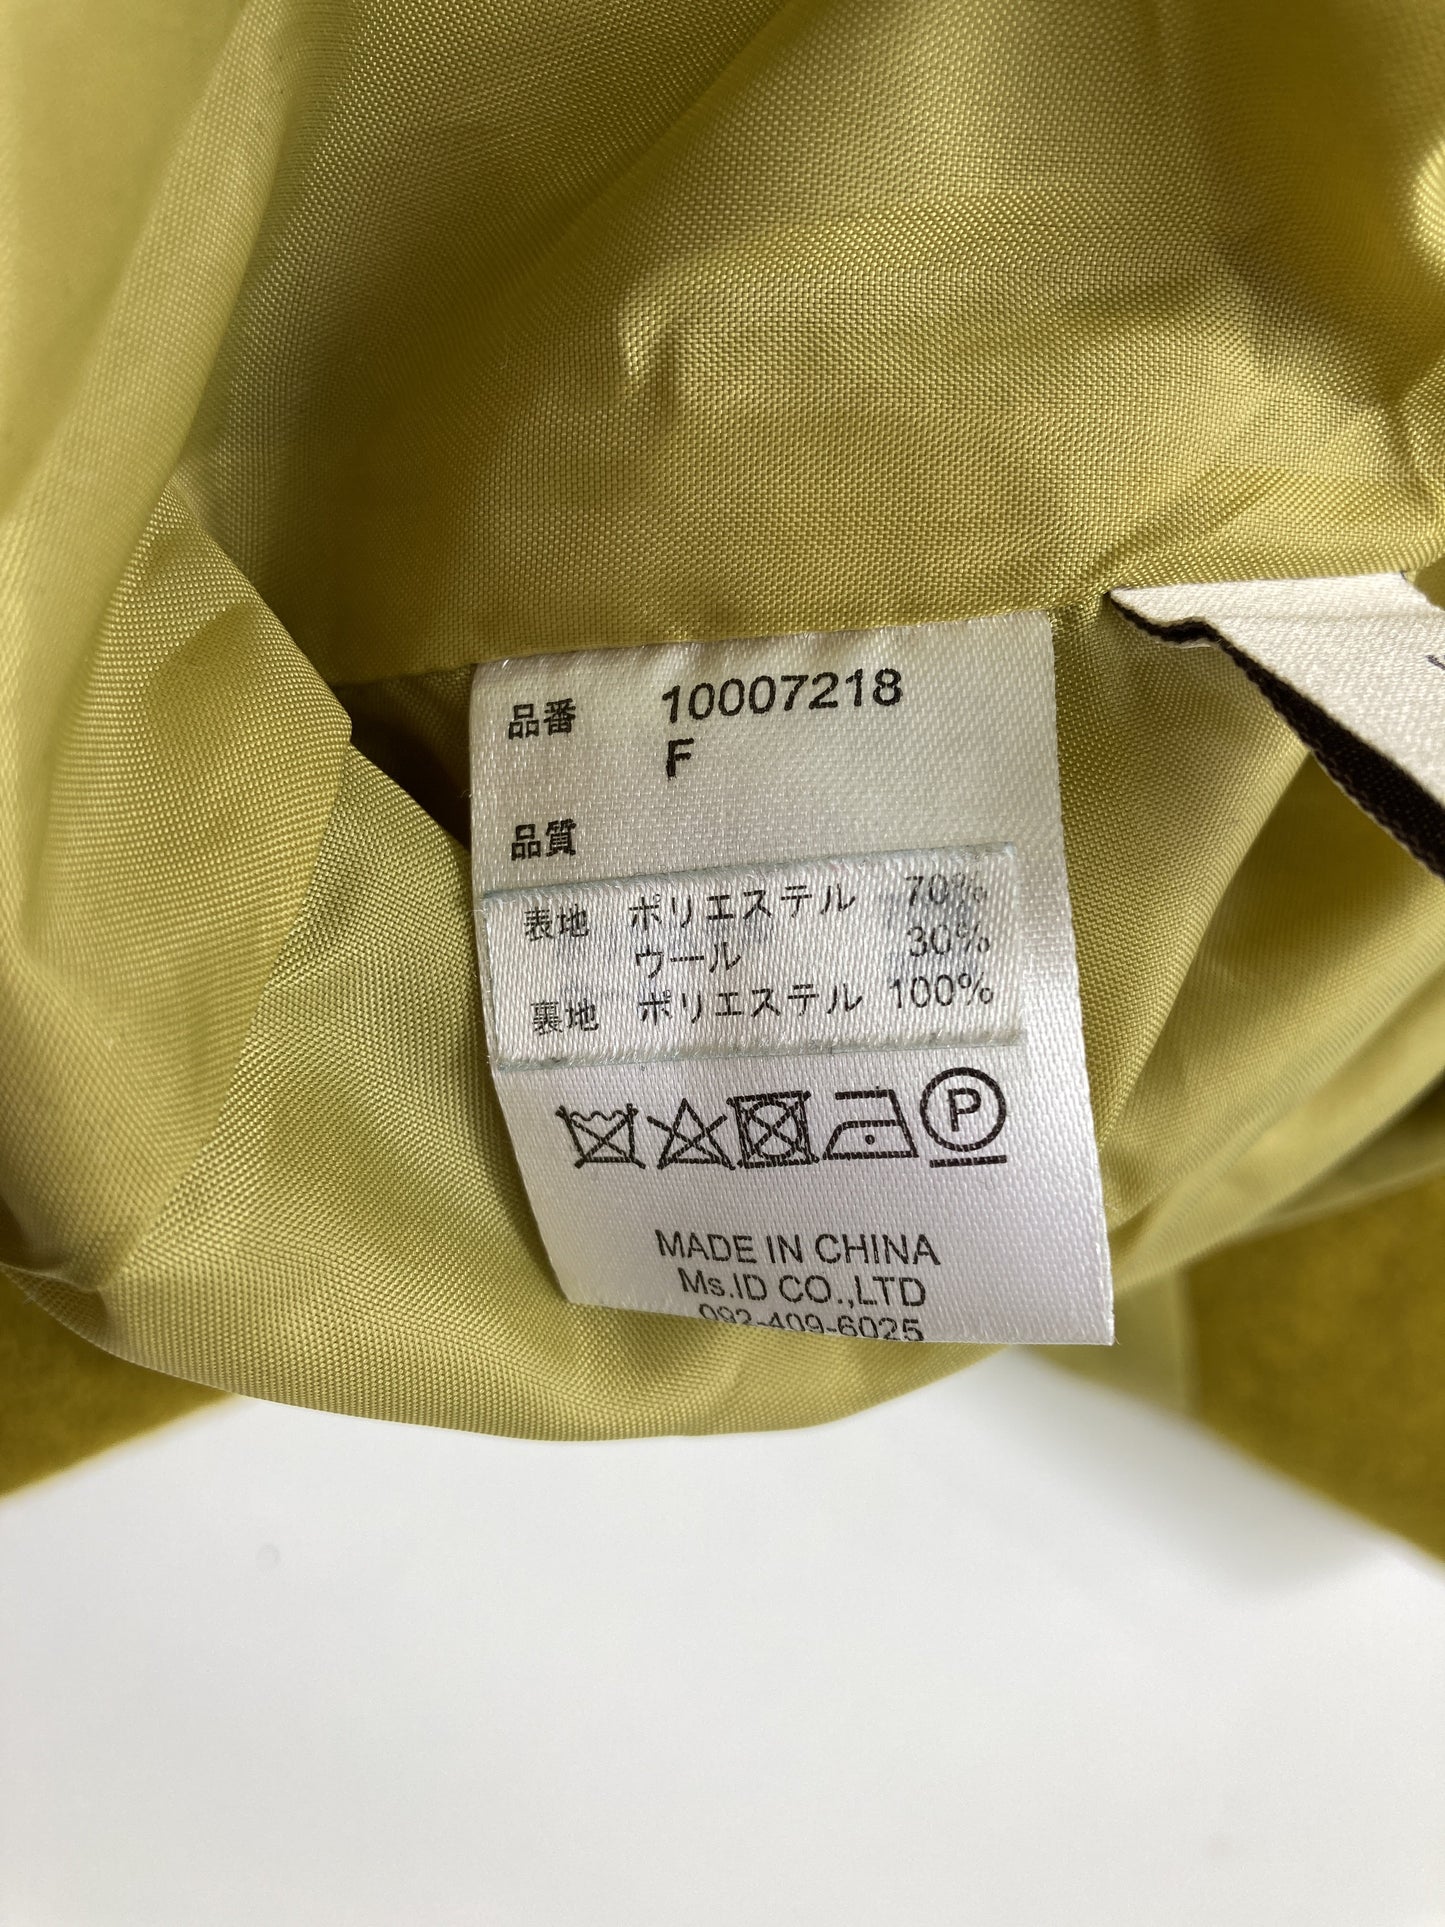 品番 10007218
F
品質
表地 ポリエステル 70%
ウール 30%
裏地 ポリエステル 100%
P
MADE IN CHINA
Ms.ID CO.,LTD
092-409-6025